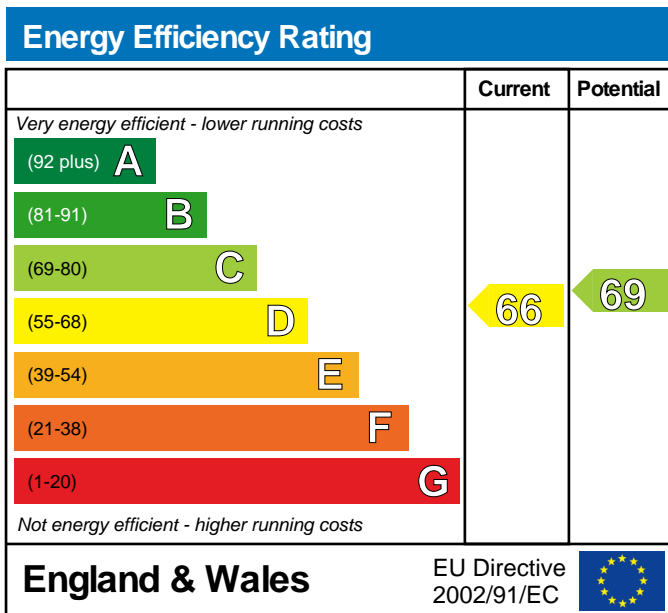 Energy Efficiency Rating
Current Potential
Very energy efficient - lower running costs
(92 plus) A
(81-91) B
(69-80) C
(55-68) D
(39-54) E
(21-38) F
(1-20) G
66
69
Not energy efficient - higher running costs
England & Wales
EU Directive
2002/91/EC